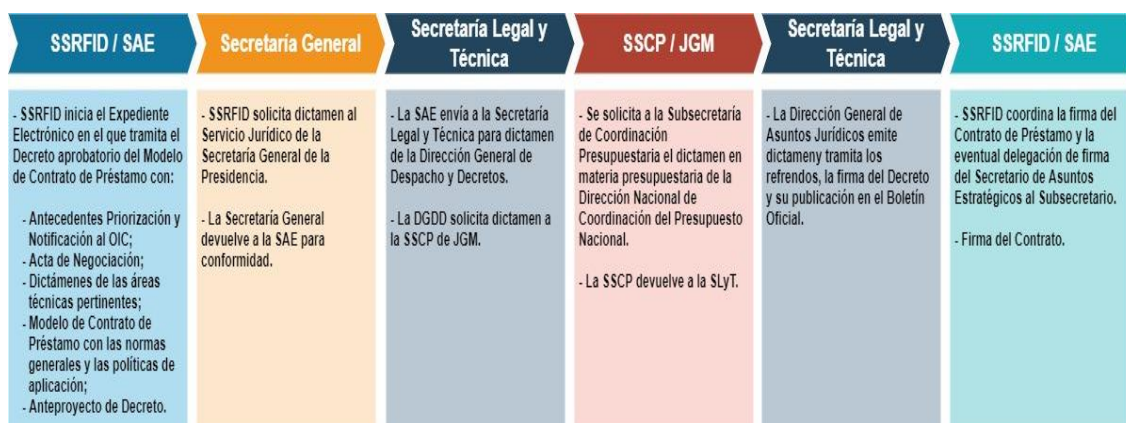 SSRFID / SAE
- SSRFID inicia el Expediente
Electrónico en el que tramita el
Decreto aprobatorio del Modelo
de Contrato de Préstamo con:
- Antecedentes Priorización y
Notificación al OIC;
- Acta de Negociación;
- Dictámenes de las áreas
técnicas pertinentes;
- Modelo de Contrato de
Préstamo con las normas
generales y las políticas de
aplicación;
- Anteproyecto de Decreto.
Secretaría General
- SSRFID solicita dictamen al
Servicio Jurídico de la
Secretaría General de la
Presidencia.
- La Secretaría General
devuelve a la SAE para
conformidad.
Secretaría Legal y
Técnica
- La SAE envía a la Secretaría
Legal y Técnica para dictamen
de la Dirección General de
Despacho y Decretos.
- La DGDD solicita dictamen a
la SSCP de JGM.
SSCP / JGM
- Se solicita a la Subsecretaría
de Coordinación
Presupuestaria el dictamen en
materia presupuestaria de la
Dirección Nacional de
Coordinación del Presupuesto
Nacional.
- La SSCP devuelve a la SLyT.
Secretaría Legal y
Técnica
- La Dirección General de
Asuntos Jurídicos emite
dictameny tramita los
refrendos, la firma del Decreto
y su publicación en el Boletín
Oficial.
SSRFID / SAE
- SSRFID coordina la firma del
Contrato de Préstamo y la
eventual delegación de firma
del Secretario de Asuntos
Estratégicos al Subsecretario.
- Firma del Contrato.